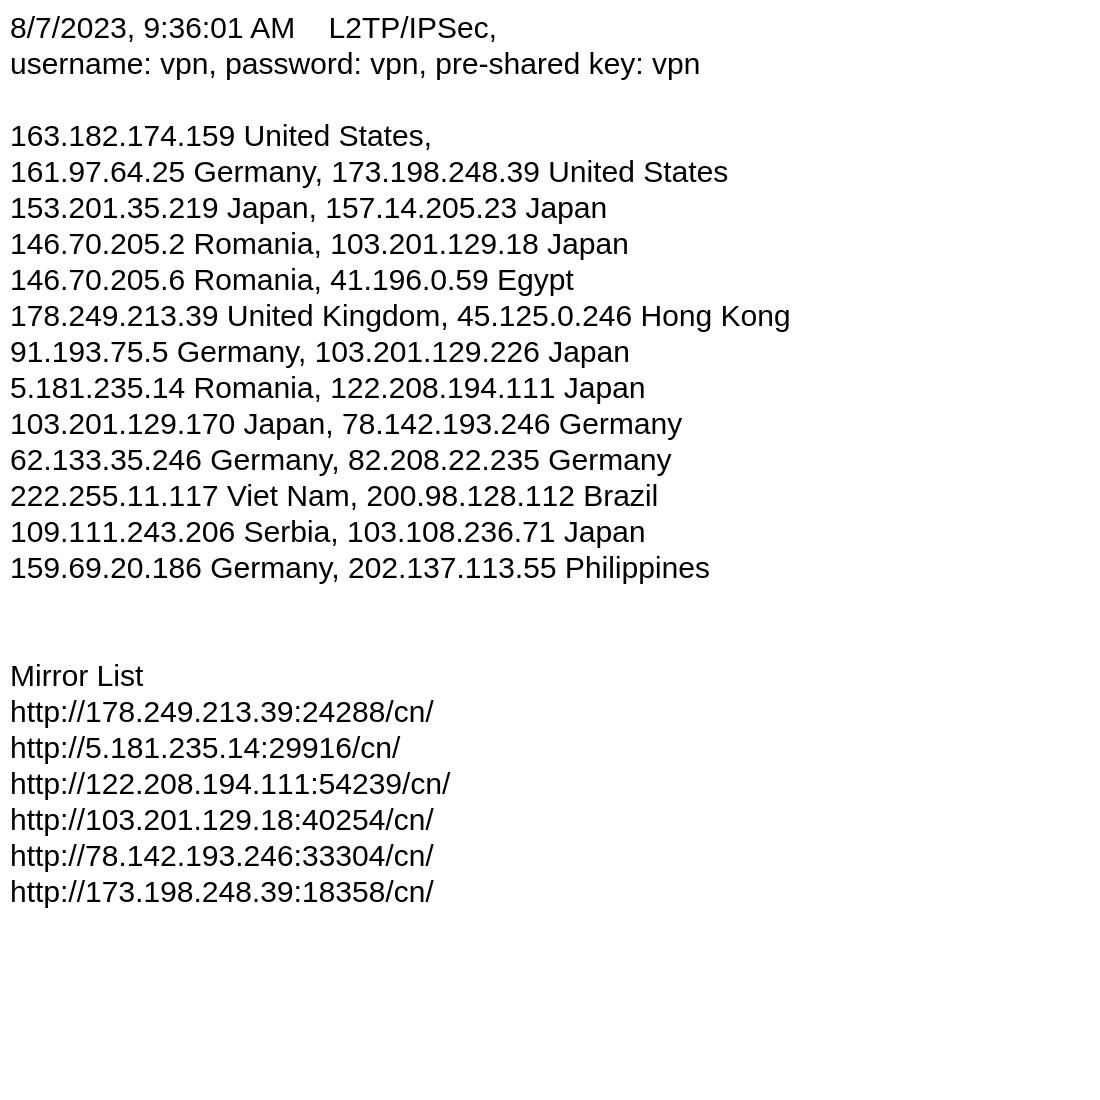 8/7/2023, 9:36:01 AM    L2TP/IPSec,
username: vpn, password: vpn, pre-shared key: vpn
163.182.174.159 United States,
161.97.64.25 Germany, 173.198.248.39 United States
153.201.35.219 Japan, 157.14.205.23 Japan
146.70.205.2 Romania, 103.201.129.18 Japan
146.70.205.6 Romania, 41.196.0.59 Egypt
178.249.213.39 United Kingdom, 45.125.0.246 Hong Kong
91.193.75.5 Germany, 103.201.129.226 Japan
5.181.235.14 Romania, 122.208.194.111 Japan
103.201.129.170 Japan, 78.142.193.246 Germany
62.133.35.246 Germany, 82.208.22.235 Germany
222.255.11.117 Viet Nam, 200.98.128.112 Brazil
109.111.243.206 Serbia, 103.108.236.71 Japan
159.69.20.186 Germany, 202.137.113.55 Philippines
Mirror List
http://178.249.213.39:24288/cn/
http://5.181.235.14:29916/cn/
http://122.208.194.111:54239/cn/
http://103.201.129.18:40254/cn/
http://78.142.193.246:33304/cn/
http://173.198.248.39:18358/cn/